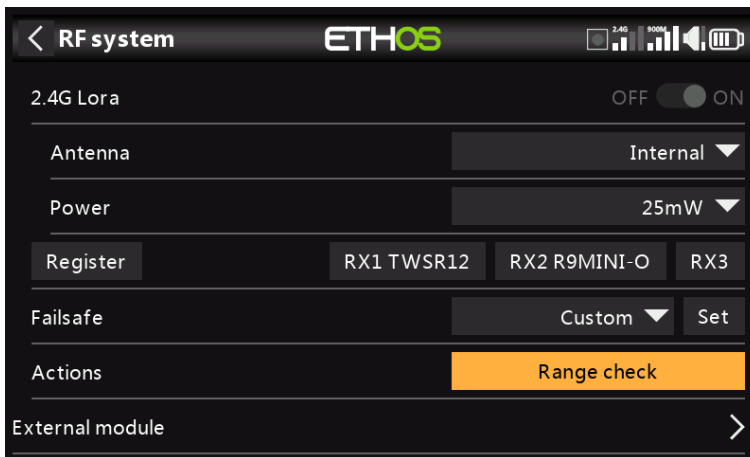 RF system ETHOS 2.4G 900M
2.4G Lora OFF ON
Antenna Internal
Power 25mW
Register RX1 TWSR12 RX2 R9MINI-O RX3
Failsafe Custom Set
Actions Range check
External module